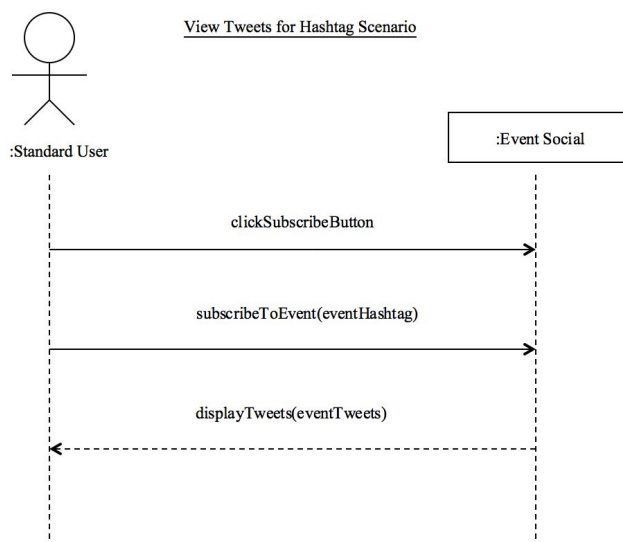 View Tweets for Hashtag Scenario
:Standard User
:Event Social
clickSubscribeButton
subscribeToEvent(eventHashtag)
displayTweets(eventTweets)